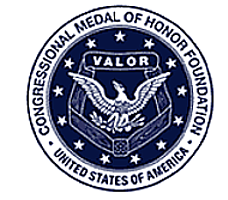 CONGRESSIONAL MEDAL OF HONOR FOUNDATION
VALOR
· UNITED STATES OF AMERICA ·